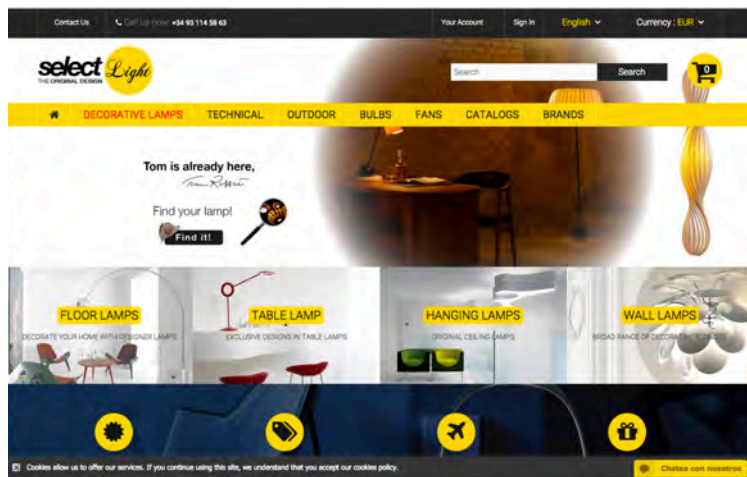 Contact Us
Call us now: +34 93 114 58 63
Your Account
Sign in
English
Currency : EUR
select Light
THE ORIGINAL DESIGN
Search
Search
0
DECORATIVE LAMPS
TECHNICAL
OUTDOOR
BULBS
FANS
CATALOGS
BRANDS
Tom is already here,
Find your lamp!
Find it!
FLOOR LAMPS
TABLE LAMP
HANGING LAMPS
WALL LAMPS
DECORATE YOUR HOME WITH DESIGNER LAMPS
EXCLUSIVE DESIGNS IN TABLE LAMPS
ORIGINAL CEILING LAMPS
BROAD RANGE OF
Cookies allow us to offer our services. If you continue using this site, we understand that you accept our cookies policy.
Chatea con nosotros